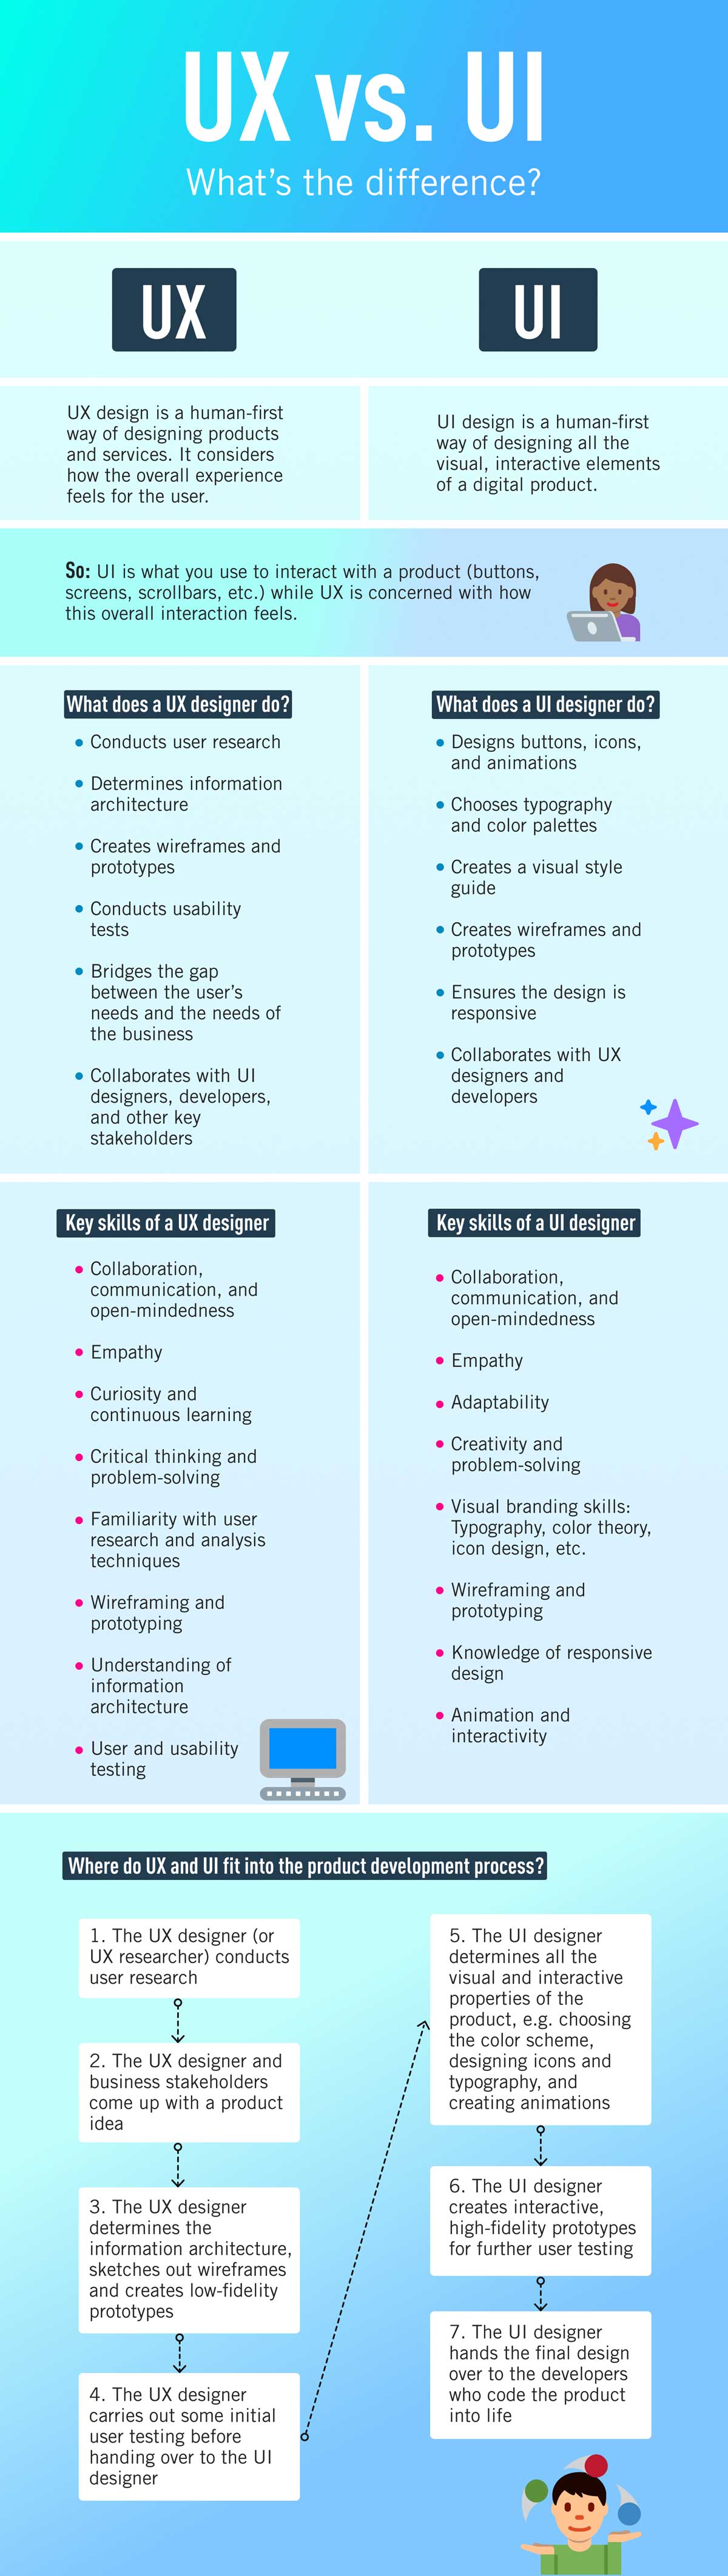 UX vs. UI
What's the difference?
UX
UI
UX design is a human-first
way of designing products
and services. It considers
how the overall experience
feels for the user.
UI design is a human-first
way of designing all the
visual, interactive elements
of a digital product.
So: UI is what you use to interact with a product (buttons,
screens, scrollbars, etc.) while UX is concerned with how
this overall interaction feels.
What does a UX designer do?
• Conducts user research
• Determines information
architecture
• Creates wireframes and
prototypes
• Conducts usability
tests
• Bridges the gap
between the user's
needs and the needs of
the business
• Collaborates with UI
designers, developers,
and other key
stakeholders
What does a UI designer do?
• Designs buttons, icons,
and animations
• Chooses typography
and color palettes
• Creates a visual style
guide
• Creates wireframes and
prototypes
• Ensures the design is
responsive
• Collaborates with UX
designers and
developers
Key skills of a UX designer
• Collaboration,
communication, and
open-mindedness
• Empathy
• Curiosity and
continuous learning
• Critical thinking and
problem-solving
• Familiarity with user
research and analysis
techniques
• Wireframing and
prototyping
• Understanding of
information
architecture
• User and usability
testing
Key skills of a UI designer
• Collaboration,
communication, and
open-mindedness
• Empathy
• Adaptability
• Creativity and
problem-solving
• Visual branding skills:
Typography, color theory,
icon design, etc.
• Wireframing and
prototyping
• Knowledge of responsive
design
• Animation and
interactivity
Where do UX and UI fit into the product development process?
1. The UX designer (or
UX researcher) conducts
user research
2. The UX designer and
business stakeholders
come up with a product
idea
3. The UX designer
determines the
information architecture,
sketches out wireframes
and creates low-fidelity
prototypes
4. The UX designer
carries out some initial
user testing before
handing over to the UI
designer
5. The UI designer
determines all the
visual and interactive
properties of the
product, e.g. choosing
the color scheme,
designing icons and
typography, and
creating animations
6. The UI designer
creates interactive,
high-fidelity prototypes
for further user testing
7. The UI designer
hands the final design
over to the developers
who code the product
into life